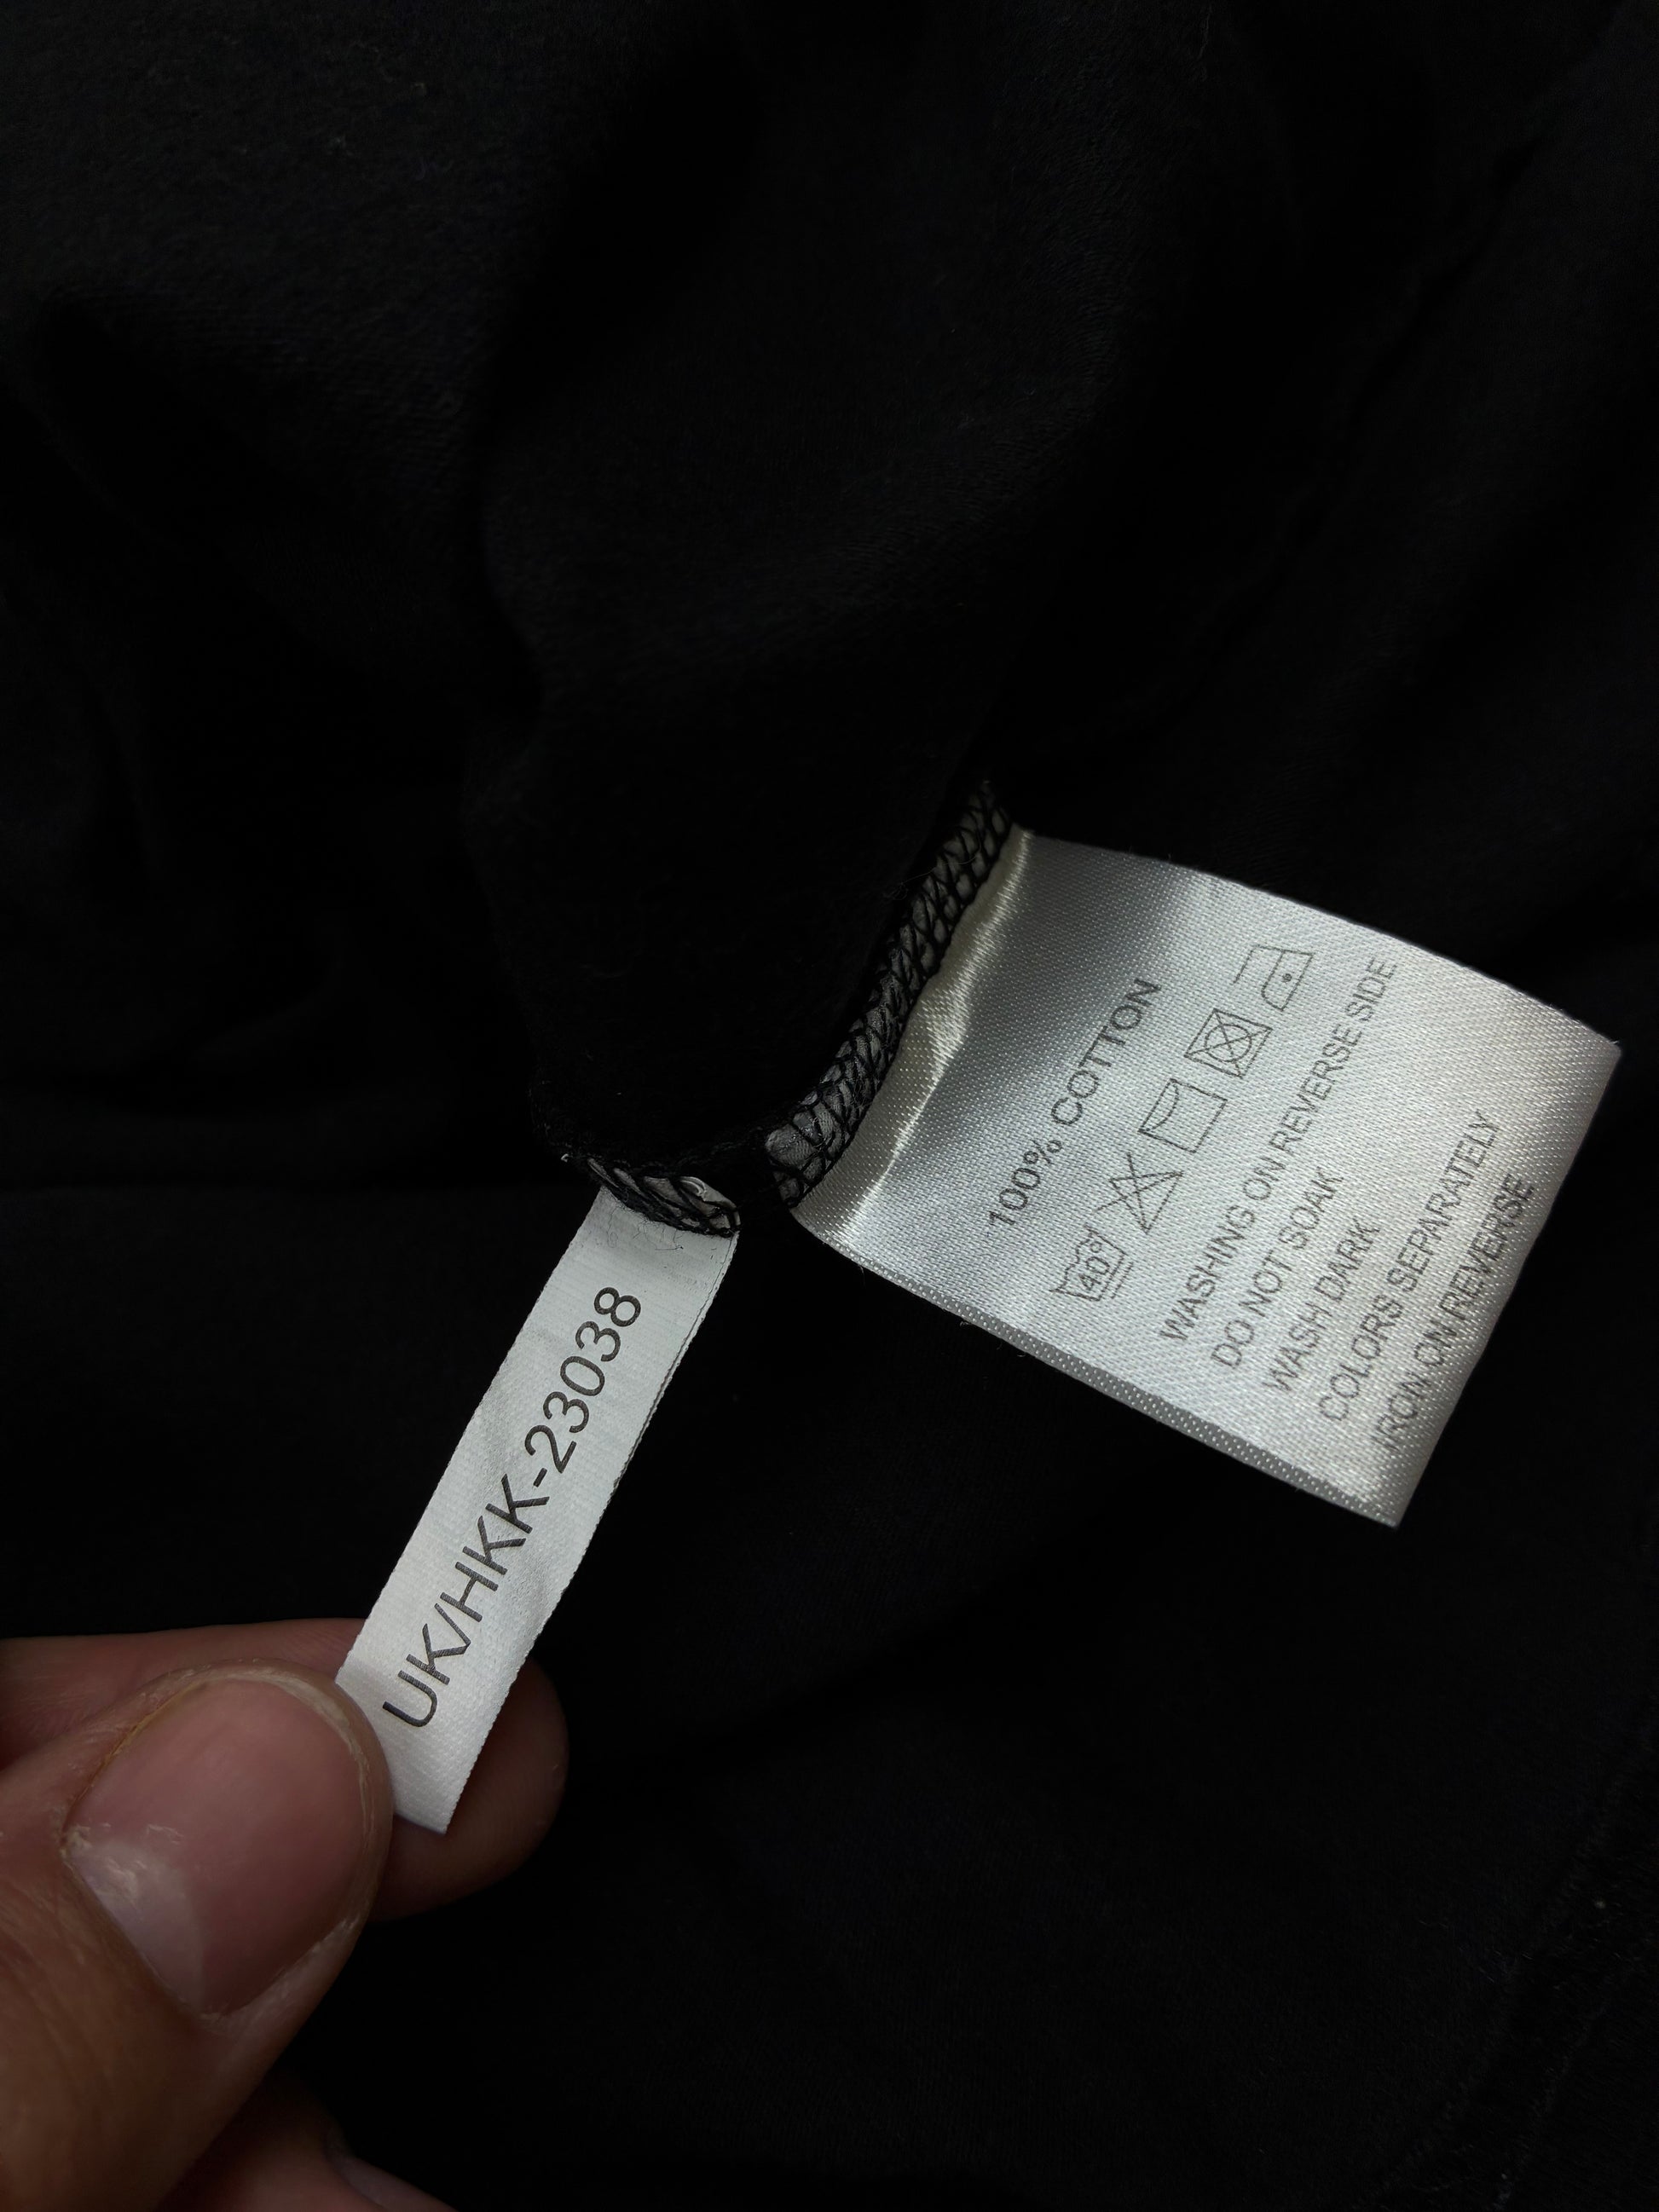 UK/HKK-23038
100% COTTON
40°
WASHING ON REVERSE SIDE
DO NOT SOAK
WASH DARK
COLORS SEPARATELY
IRON ON REVERSE